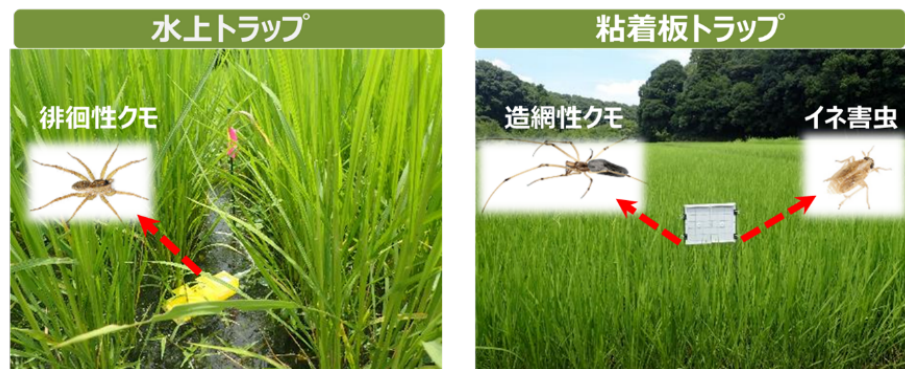 水上トラップ
粘着板トラップ
徘徊性クモ
造網性クモ
イネ害虫